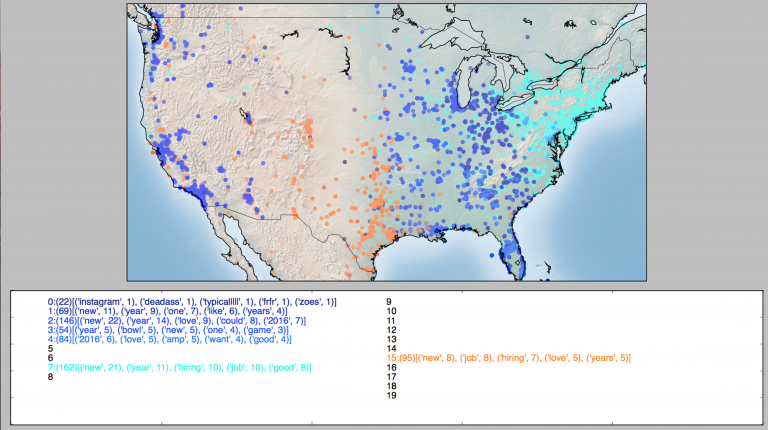 0:(22)[('instagram', 1), ('deadass', 1), ('typicalllll', 1), ('frfr', 1), ('zoes', 1)]
1:(69)[('new', 11), ('year', 9), ('one', 7), ('like', 6), ('years', 4)]
2:(146)[('new', 22), ('year', 14), ('love', 9), ('could', 8), ('2016', 7)]
3:(54)[('year', 5), ('bowl', 5), ('new', 5), ('one', 4), ('game', 3)]
4:(84)[('2016', 6), ('love', 5), ('amp', 5), ('want', 4), ('good', 4)]
5
6
7:(162)[('new', 21), ('year', 11), ('hiring', 10), ('job', 10), ('good', 8)]
8
9
10
11
12
13
14
15:(95)[('new', 8), ('job', 8), ('hiring', 7), ('love', 5), ('years', 5)]
16
17
18
19